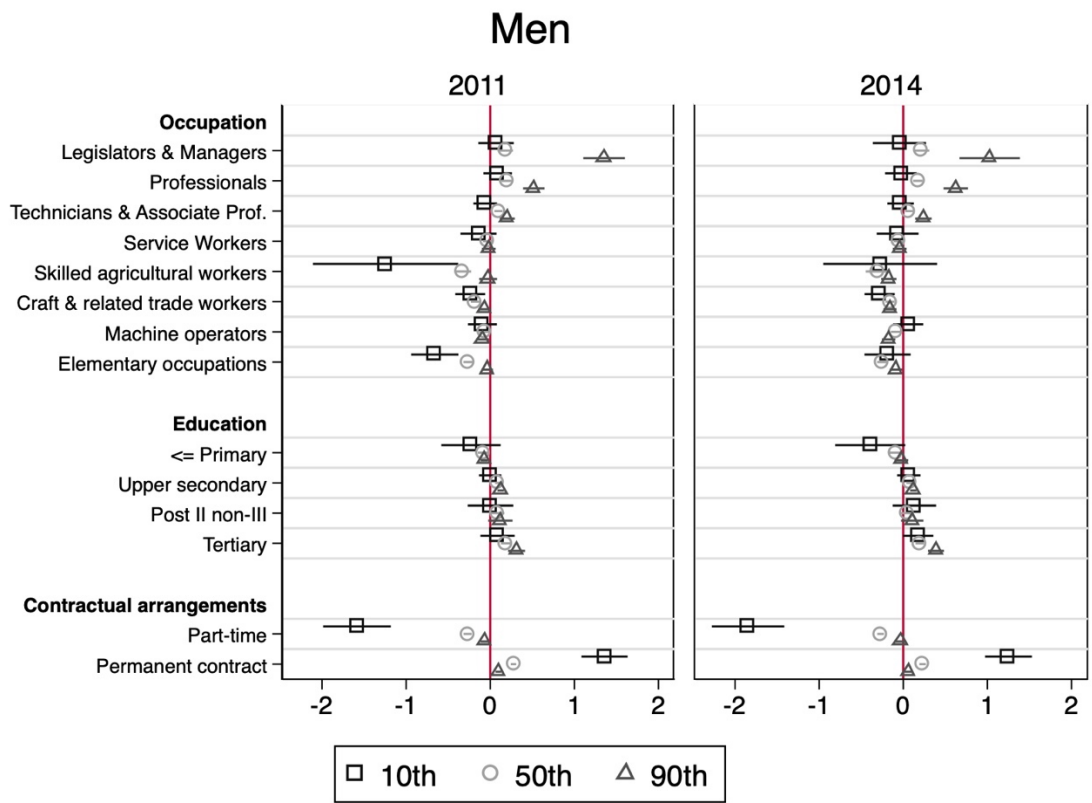 Men
2011
2014
Occupation
Legislators & Managers
Professionals
Technicians & Associate Prof.
Service Workers
Skilled agricultural workers
Craft & related trade workers
Machine operators
Elementary occupations
Education
<= Primary
Upper secondary
Post II non-III
Tertiary
Contractual arrangements
Part-time
Permanent contract
-2 -1 0 1 2
-2 -1 0 1 2
10th 50th 90th